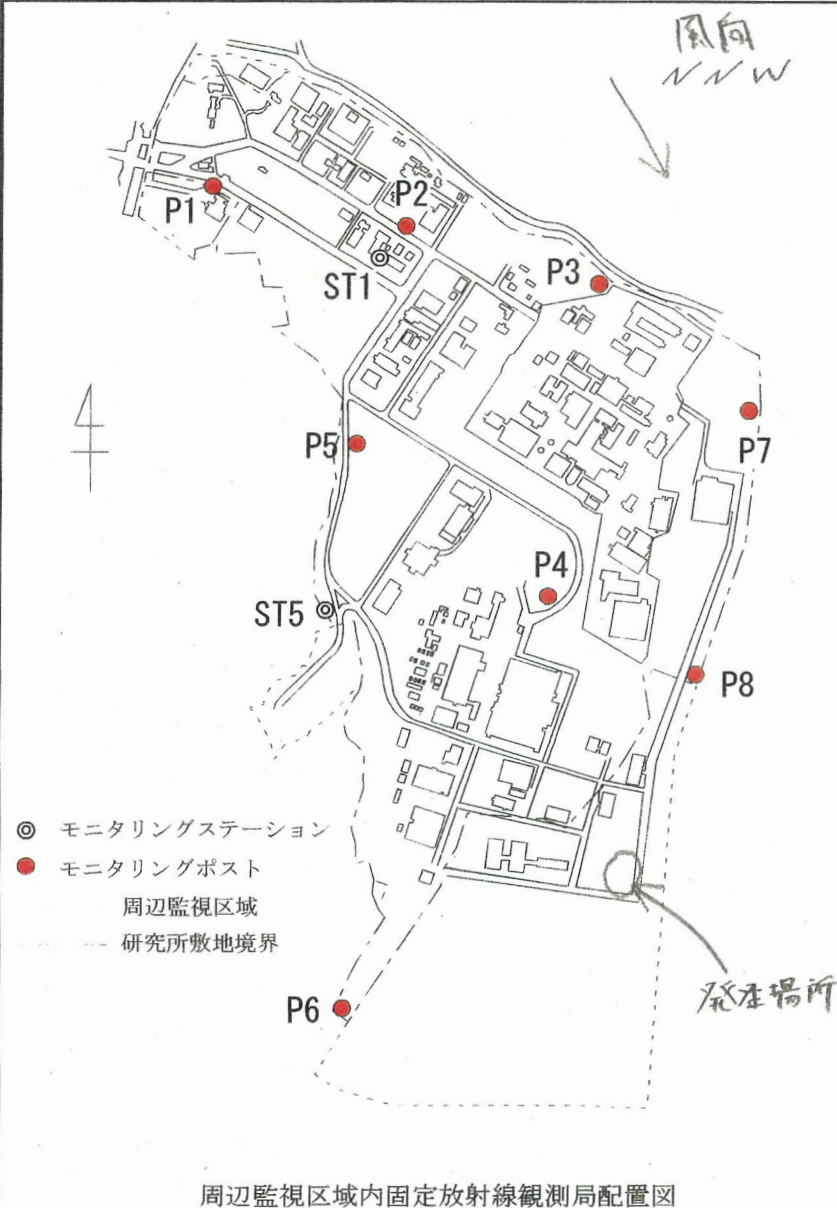 風向
NNW
P1
P2
ST1
P3
P7
P5
P4
ST5
P8
モニタリングステーション
モニタリングポスト
周辺監視区域
研究所敷地境界
P6
発生場所
周辺監視区域内固定放射線観測局配置図